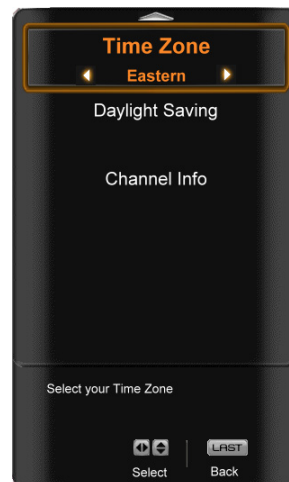 Time Zone
Eastern
Daylight Saving
Channel Info
Select your Time Zone
LAST
Select
Back